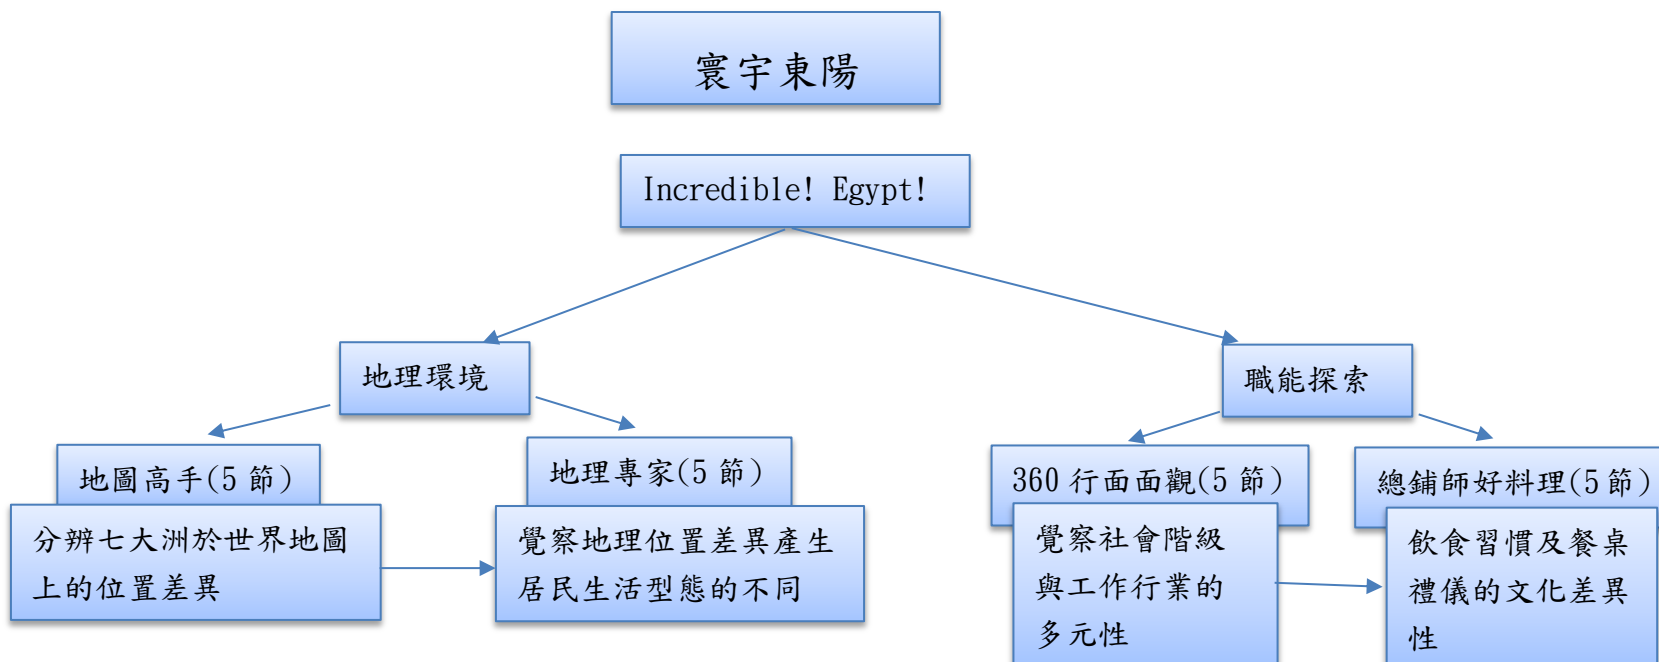 寰宇東陽
Incredible! Egypt!
地理環境
職能探索
地圖高手(5 節)
分辨七大洲於世界地圖
上的位置差異
地理專家(5 節)
覺察地理位置差異產生
居民生活型態的不同
360 行面面觀(5 節)
覺察社會階級
與工作行業的
多元性
總鋪師好料理(5 節)
飲食習慣及餐桌
禮儀的文化差異
性